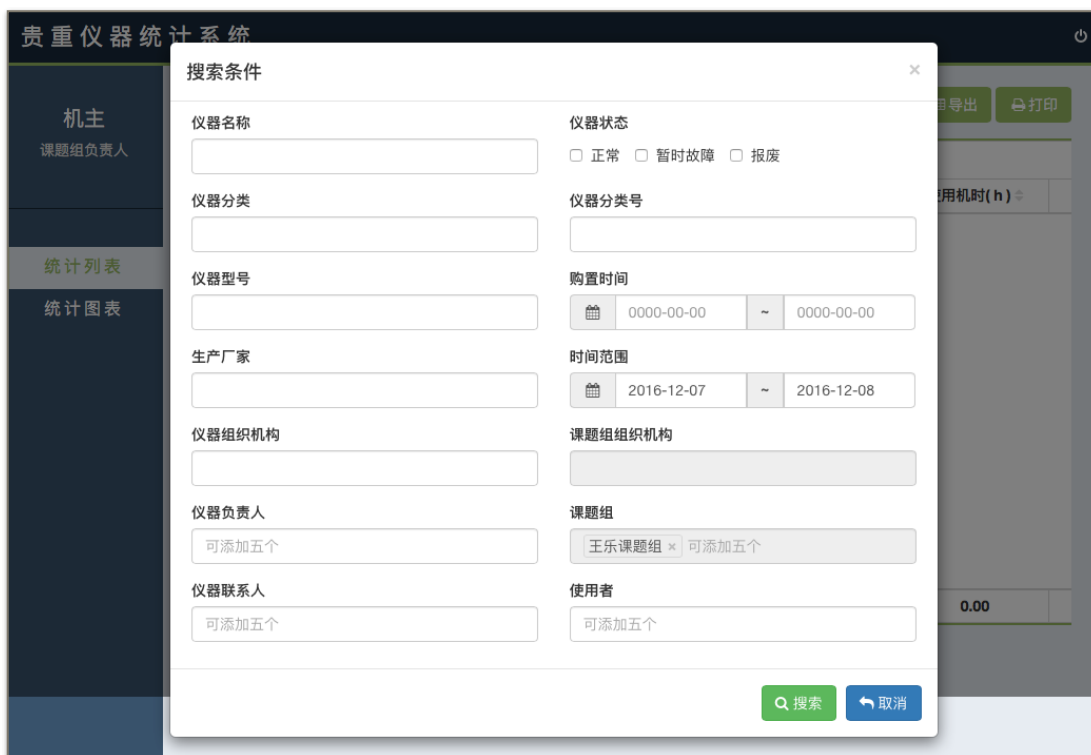 贵重仪器统计系统
搜索条件 ×
导出 打印
机主
课题组负责人
仪器名称 仪器状态
正常 暂时故障 报废
仪器分类 仪器分类号
用机时(h)
统计列表
仪器型号 购置时间
统计图表
0000-00-00 ~ 0000-00-00
生产厂家 时间范围
2016-12-07 ~ 2016-12-08
仪器组织机构 课题组组织机构
仪器负责人 课题组
可添加五个 王乐课题组 × 可添加五个
仪器联系人 使用者
可添加五个 可添加五个
0.00
搜索 取消